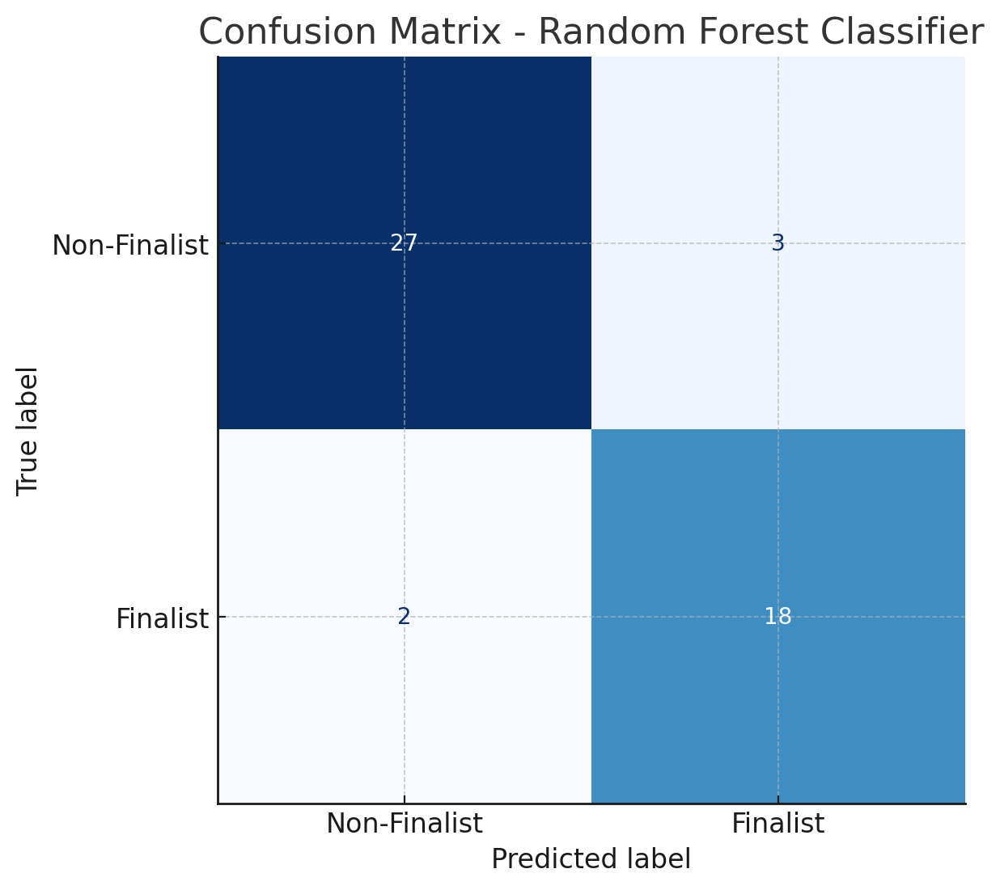 Confusion Matrix - Random Forest Classifier
True label
Non-Finalist
27
3
Finalist
2
18
Non-Finalist
Finalist
Predicted label